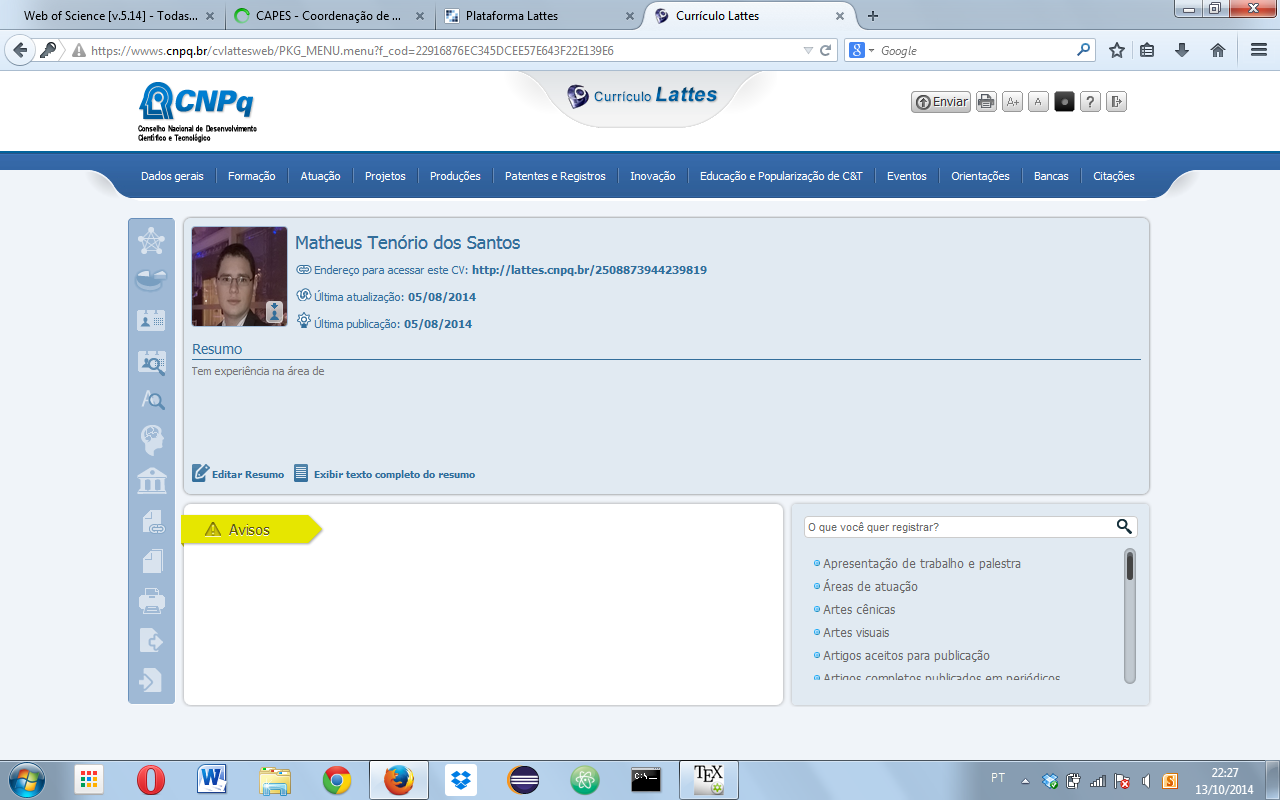 Web of Science [v.5.14] - Todas...
CAPES - Coordenação de ...
Plataforma Lattes
Currículo Lattes
https://wwws.cnpq.br/cvlattesweb/PKG_MENU.menu?f_cod=22916876EC345DCEE57E643F22E139E6
Google
CNPq
Conselho Nacional de Desenvolvimento
Científico e Tecnológico
Currículo Lattes
Enviar
A+
A
?
Dados gerais
Formação
Atuação
Projetos
Produções
Patentes e Registros
Inovação
Educação e Popularização de C&T
Eventos
Orientações
Bancas
Citações
Matheus Tenório dos Santos
Endereço para acessar este CV: http://lattes.cnpq.br/2508873944239819
Última atualização: 05/08/2014
Última publicação: 05/08/2014
Resumo
Tem experiência na área de
Editar Resumo
Exibir texto completo do resumo
Avisos
O que você quer registrar?
Apresentação de trabalho e palestra
Áreas de atuação
Artes cênicas
Artes visuais
Artigos aceitos para publicação
Artigos completos publicados em periódicos
W
C:\_
TEX
PT
S
22:27
13/10/2014